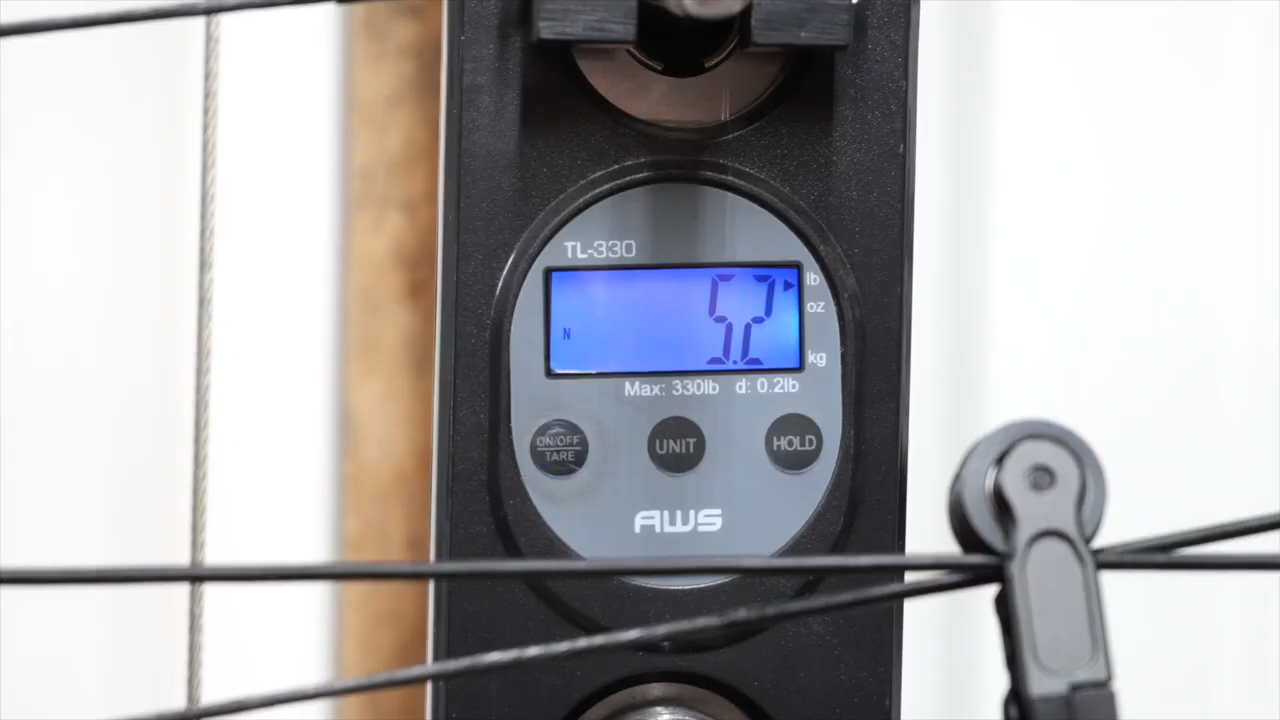 TL-330
lb
5.2
oz
N
kg
Max: 330lb d: 0.2lb
ON/OFF
TARE
UNIT
HOLD
AWS